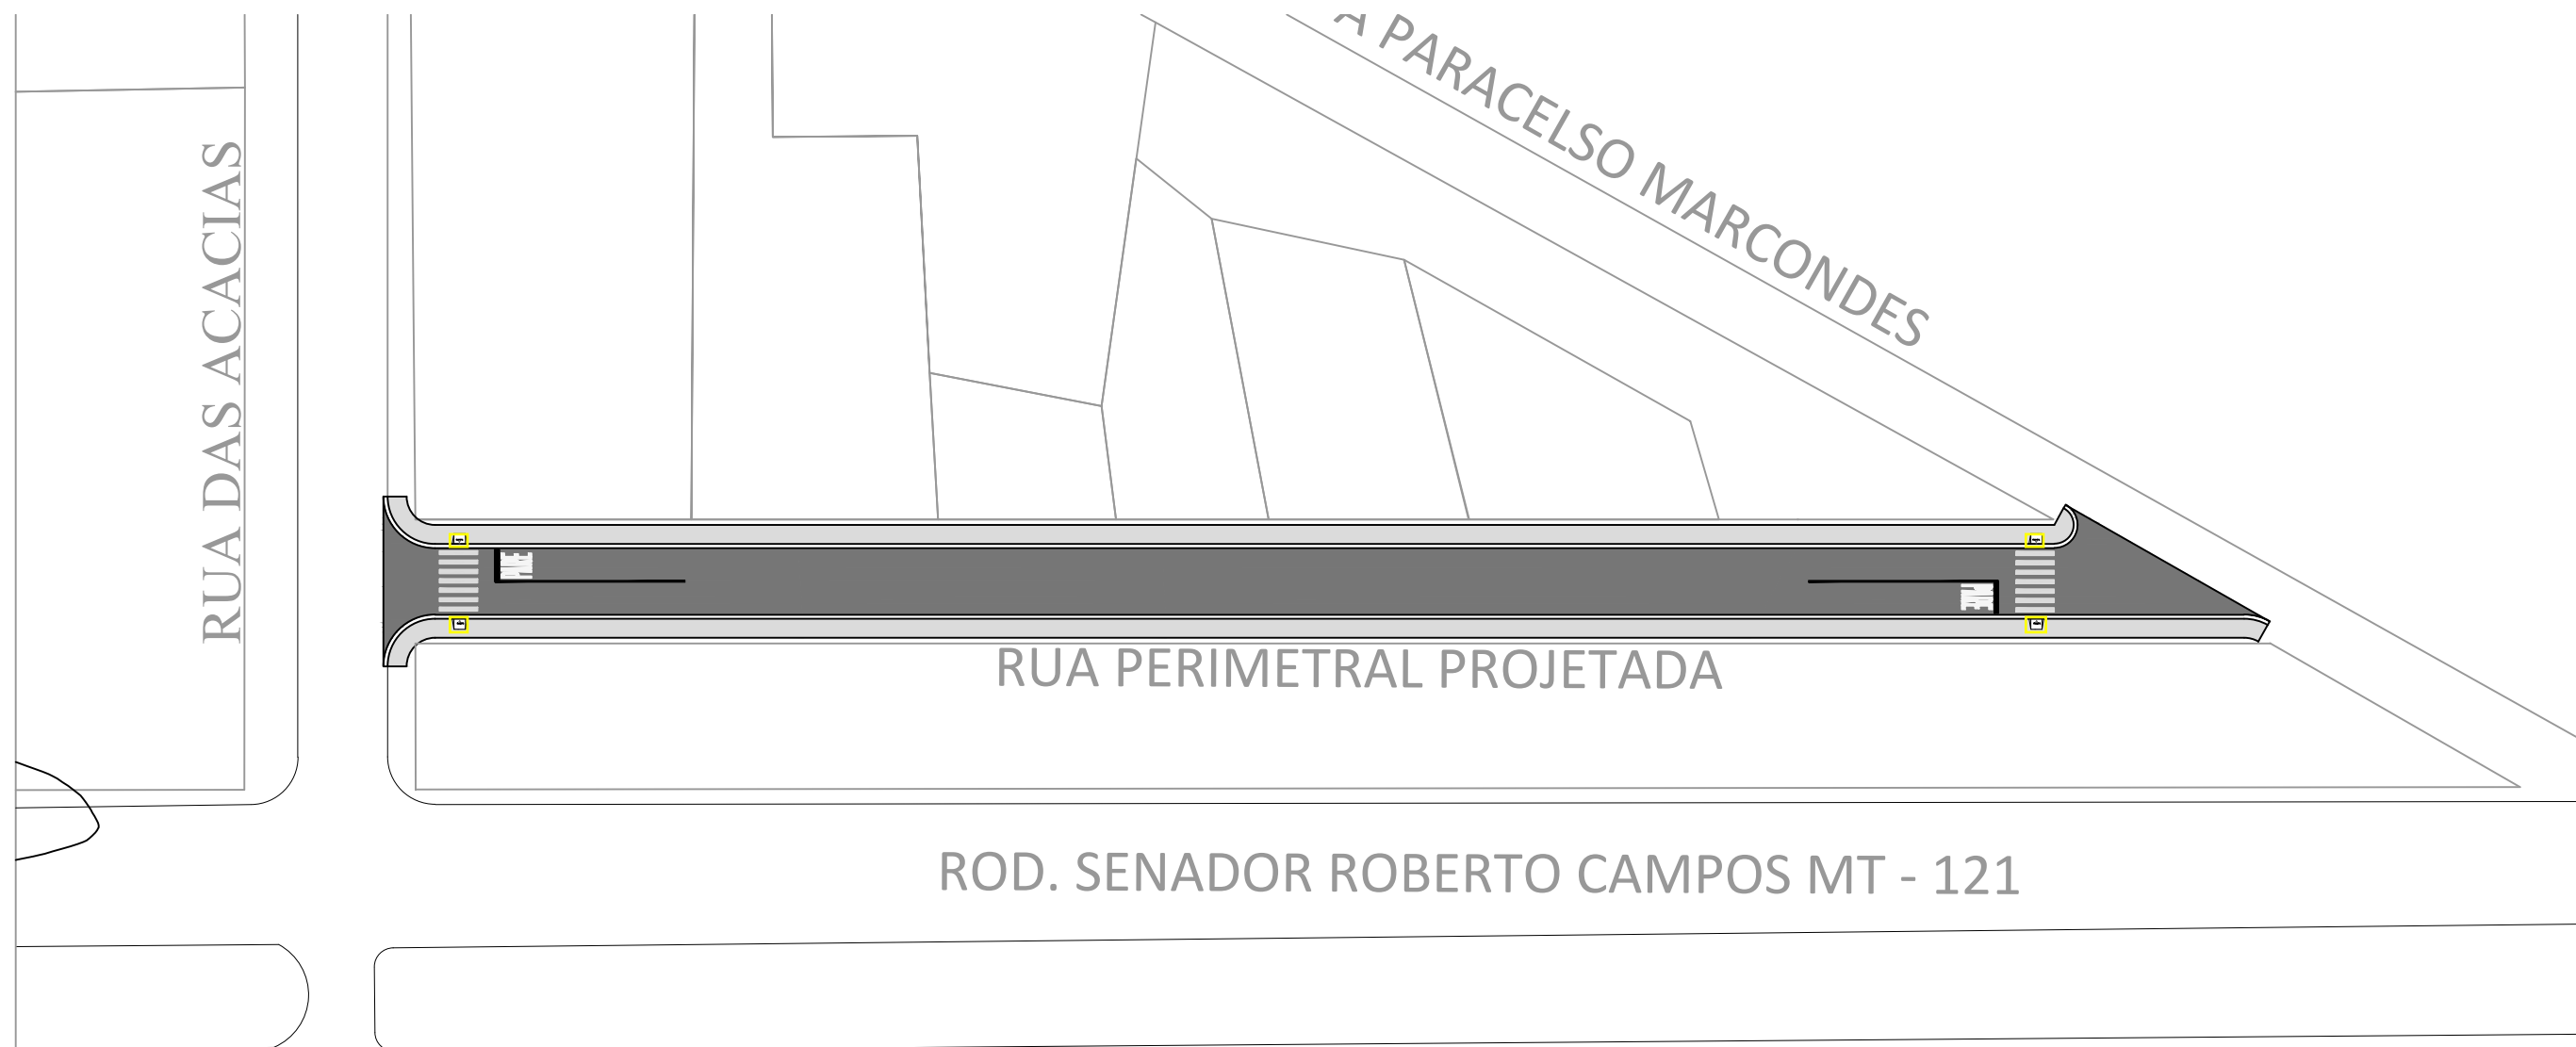 A PARACELSO MARCONDES
RUA DAS ACACIAS
RUA PERIMETRAL PROJETADA
ROD. SENADOR ROBERTO CAMPOS MT - 121